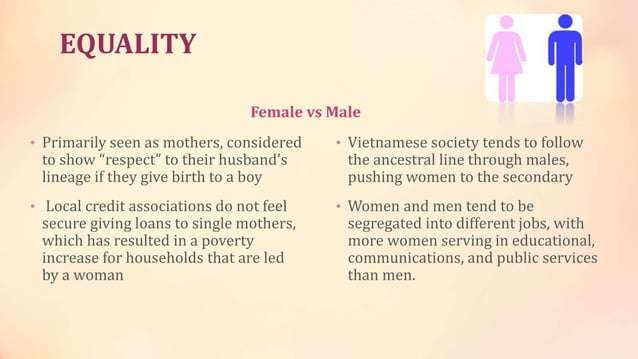 EQUALITY
Female vs Male
• Primarily seen as mothers, considered
to show “respect” to their husband’s
lineage if they give birth to a boy
• Local credit associations do not feel
secure giving loans to single mothers,
which has resulted in a poverty
increase for households that are led
by a woman
• Vietnamese society tends to follow
the ancestral line through males,
pushing women to the secondary
• Women and men tend to be
segregated into different jobs, with
more women serving in educational,
communications, and public services
than men.